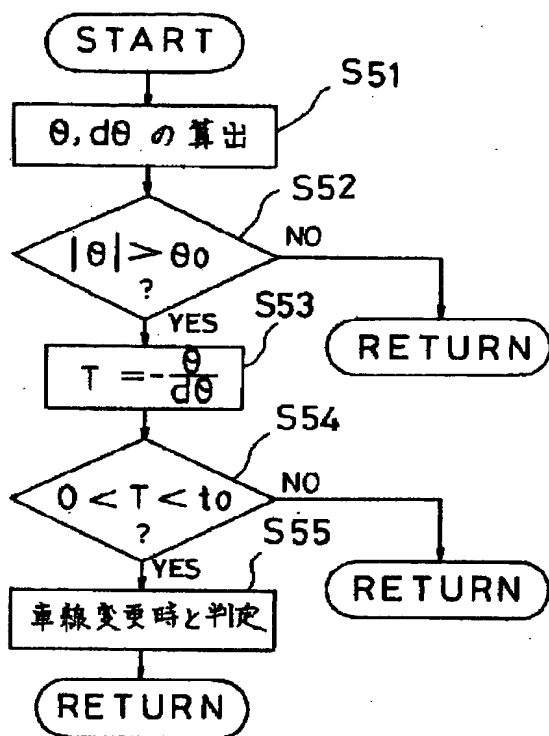 START
S51
θ, dθ の算出
S52
|θ| > θo
?
NO
YES
RETURN
S53
T = -θ/dθ
S54
0 < T < to
?
NO
YES
RETURN
S55
車線変更時と判定
RETURN